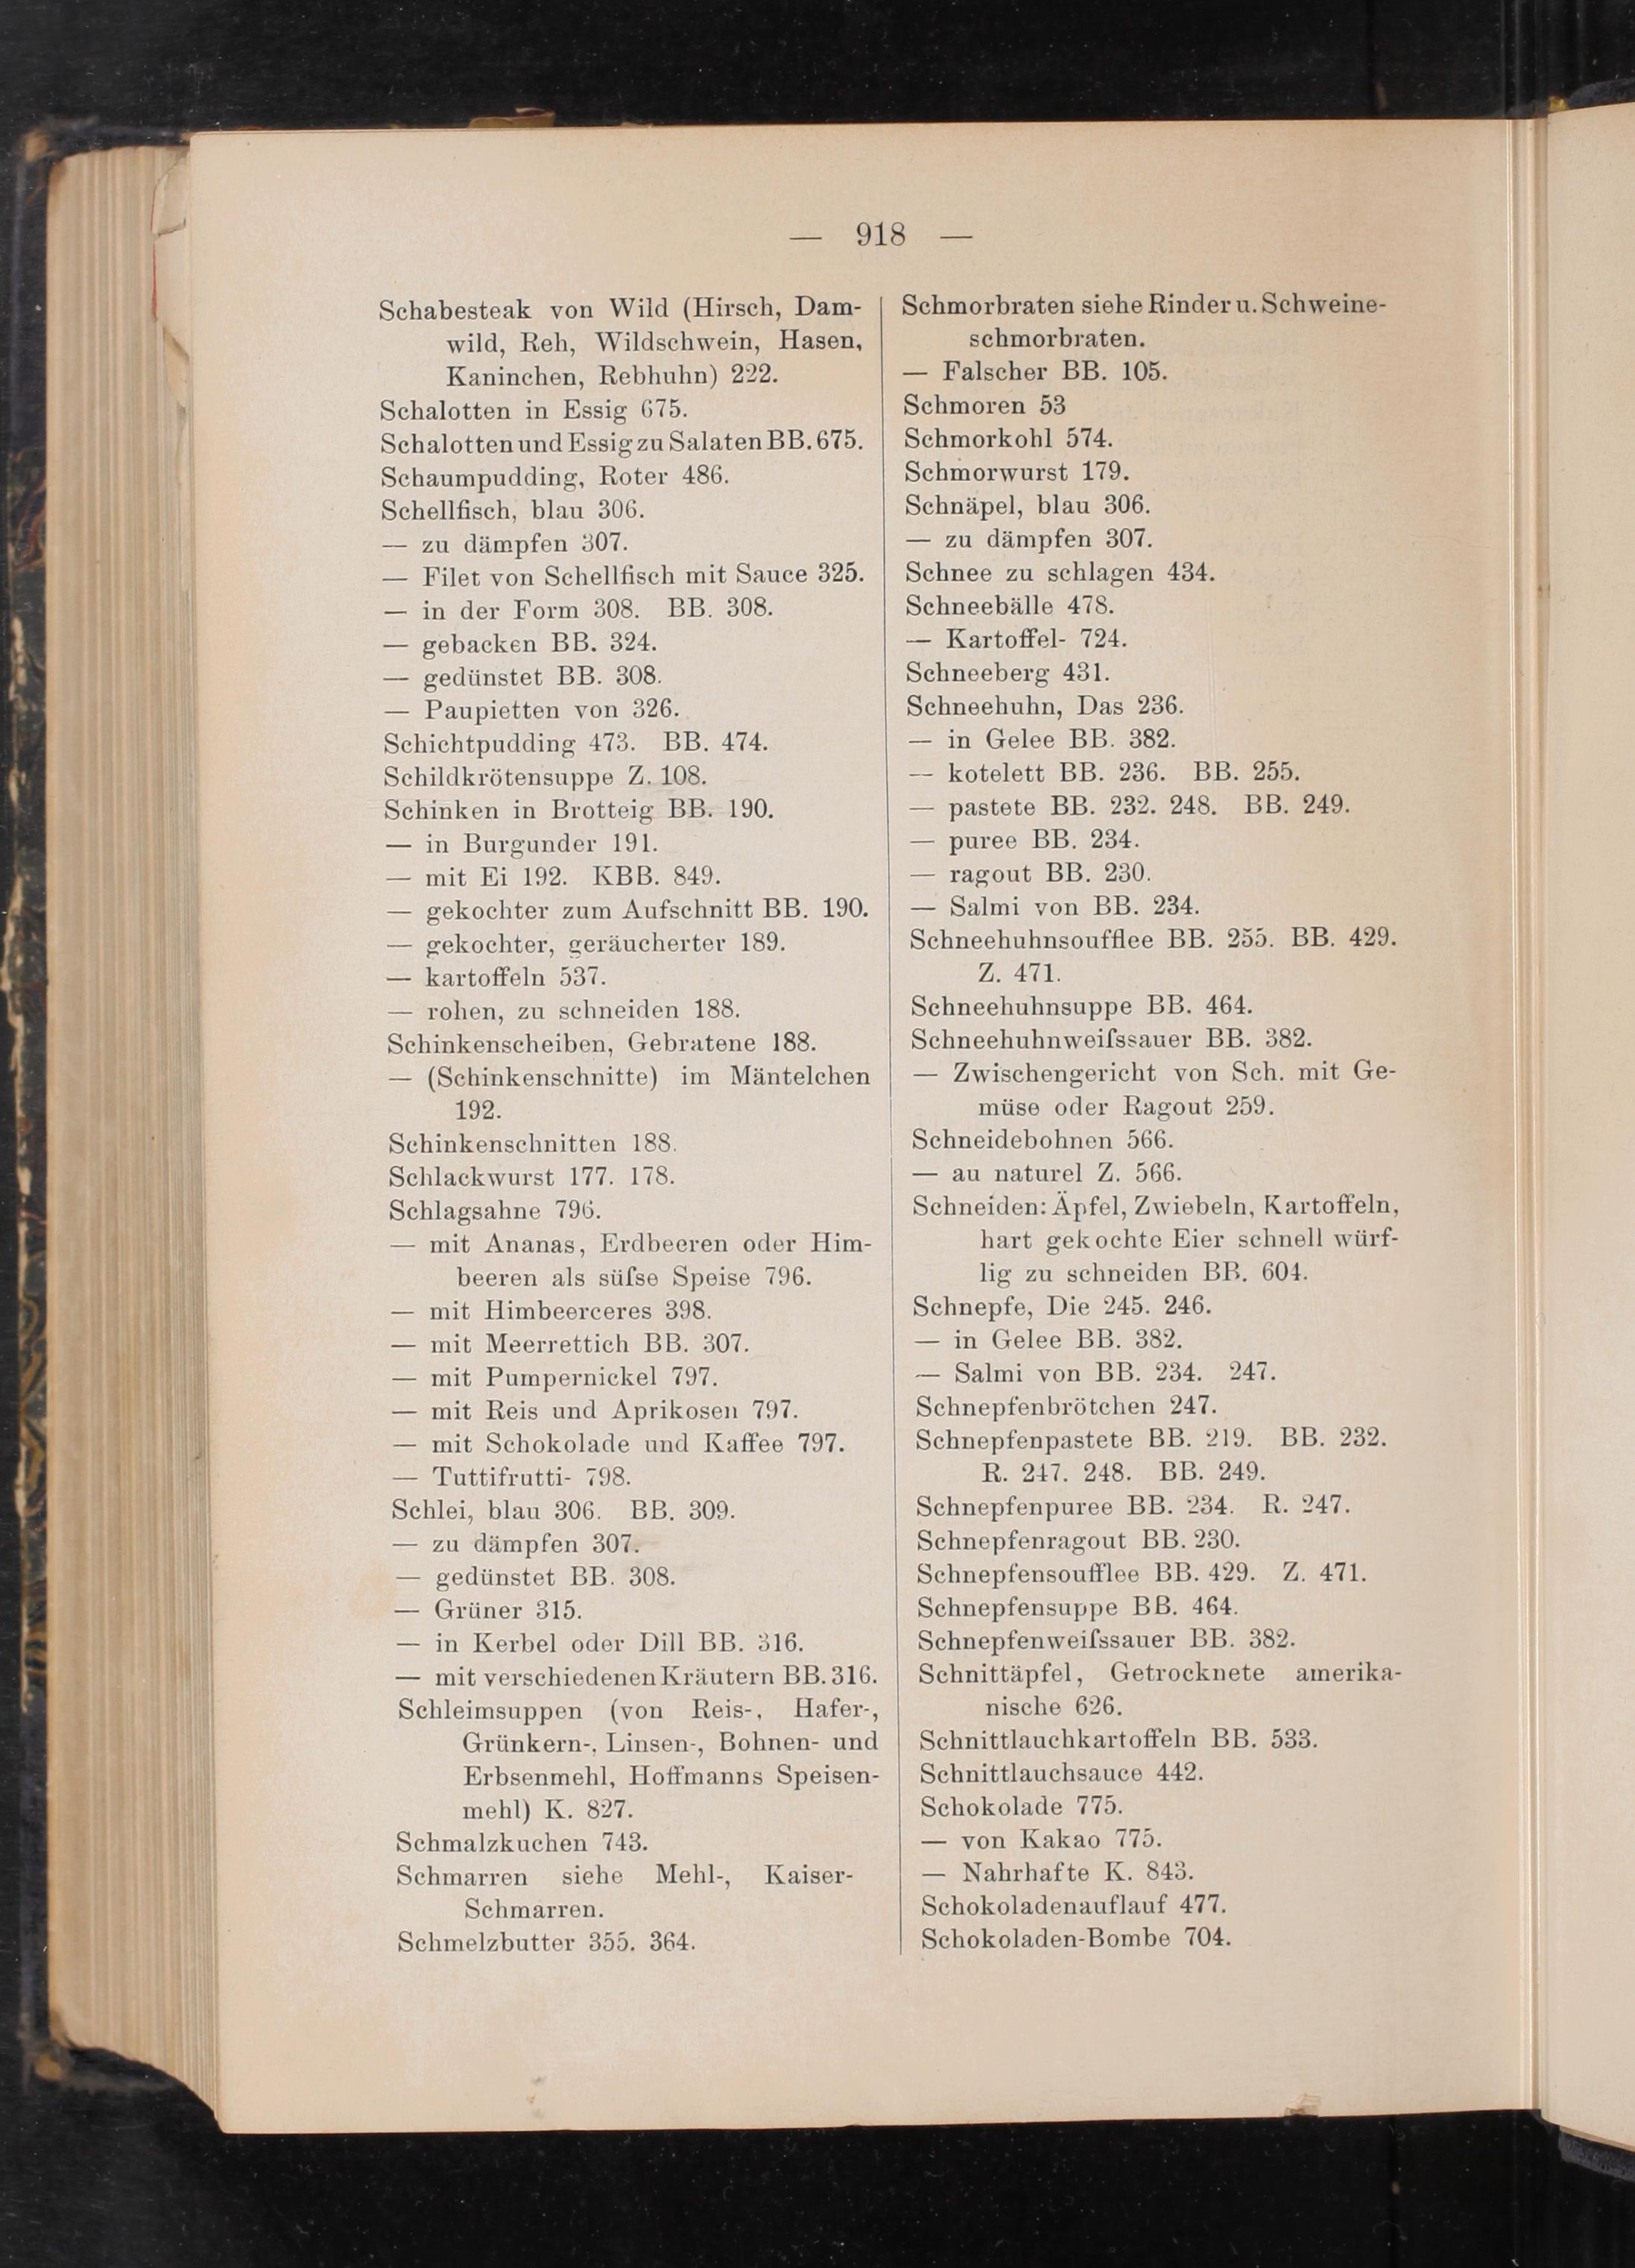 — 918 —
Schabesteak von Wild (Hirsch, Dam-
wild, Reh, Wildschwein, Hasen,
Kaninchen, Rebhuhn) 222.
Schalotten in Essig 675.
Schalotten und Essig zu Salaten BB. 675.
Schaumpudding, Roter 486.
Schellfisch, blau 306.
— zu dämpfen 307.
— Filet von Schellfisch mit Sauce 325.
— in der Form 308. BB. 308.
— gebacken BB. 324.
— gedünstet BB. 308.
— Paupietten von 326.
Schichtpudding 473. BB. 474.
Schildkrötensuppe Z. 108.
Schinken in Brotteig BB. 190.
— in Burgunder 191.
— mit Ei 192. KBB. 849.
— gekochter zum Aufschnitt BB. 190.
— gekochter, geräucherter 189.
— kartoffeln 537.
— rohen, zu schneiden 188.
Schinkenscheiben, Gebratene 188.
— (Schinkenschnitte) im Mäntelchen
192.
Schinkenschnitten 188.
Schlackwurst 177. 178.
Schlagsahne 796.
— mit Ananas, Erdbeeren oder Him-
beeren als süſse Speise 796.
— mit Himbeerceres 398.
— mit Meerrettich BB. 307.
— mit Pumpernickel 797.
— mit Reis und Aprikosen 797.
— mit Schokolade und Kaffee 797.
— Tuttifrutti- 798.
Schlei, blau 306. BB. 309.
— zu dämpfen 307.
— gedünstet BB. 308.
— Grüner 315.
— in Kerbel oder Dill BB. 316.
— mit verschiedenen Kräutern BB. 316.
Schleimsuppen (von Reis-, Hafer-,
Grünkern-, Linsen-, Bohnen- und
Erbsenmehl, Hoffmanns Speisen-
mehl) K. 827.
Schmalzkuchen 743.
Schmarren siehe Mehl-, Kaiser-
Schmarren.
Schmelzbutter 355. 364.
Schmorbraten siehe Rinder u. Schweine-
schmorbraten.
— Falscher BB. 105.
Schmoren 53
Schmorkohl 574.
Schmorwurst 179.
Schnäpel, blau 306.
— zu dämpfen 307.
Schnee zu schlagen 434.
Schneebälle 478.
— Kartoffel- 724.
Schneeberg 431.
Schneehuhn, Das 236.
— in Gelee BB. 382.
— kotelett BB. 236. BB. 255.
— pastete BB. 232. 248. BB. 249.
— puree BB. 234.
— ragout BB. 230.
— Salmi von BB. 234.
Schneehuhnsoufflee BB. 255. BB. 429.
Z. 471.
Schneehuhnsuppe BB. 464.
Schneehuhnweiſssauer BB. 382.
— Zwischengericht von Sch. mit Ge-
müse oder Ragout 259.
Schneidebohnen 566.
— au naturel Z. 566.
Schneiden: Äpfel, Zwiebeln, Kartoffeln,
hart gekochte Eier schnell würf-
lig zu schneiden BB. 604.
Schnepfe, Die 245. 246.
— in Gelee BB. 382.
— Salmi von BB. 234. 247.
Schnepfenbrötchen 247.
Schnepfenpastete BB. 219. BB. 232.
R. 247. 248. BB. 249.
Schnepfenpuree BB. 234. R. 247.
Schnepfenragout BB. 230.
Schnepfensoufflee BB. 429. Z. 471.
Schnepfensuppe BB. 464.
Schnepfenweiſssauer BB. 382.
Schnittäpfel, Getrocknete amerika-
nische 626.
Schnittlauchkartoffeln BB. 533.
Schnittlauchsauce 442.
Schokolade 775.
— von Kakao 775.
— Nahrhafte K. 843.
Schokoladenauflauf 477.
Schokoladen-Bombe 704.